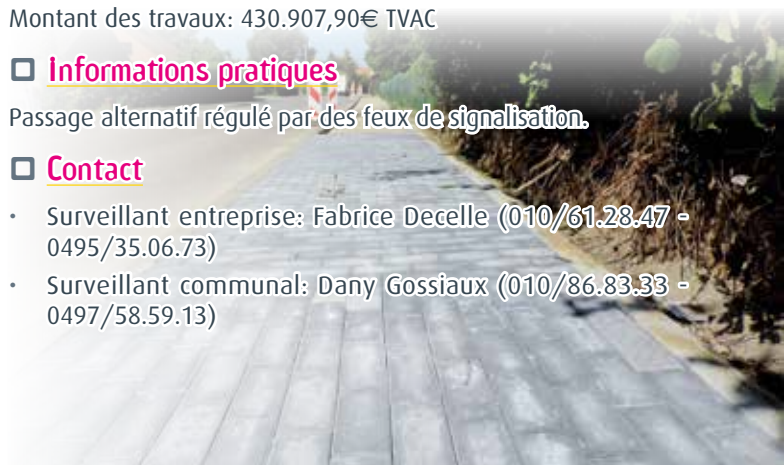 Montant des travaux: 430.907,90€ TVAC
Informations pratiques
Passage alternatif régulé par des feux de signalisation.
Contact
• Surveillant entreprise: Fabrice Decelle (010/61.28.47 -
0495/35.06.73)
• Surveillant communal: Dany Gossiaux (010/86.83.33 -
0497/58.59.13)